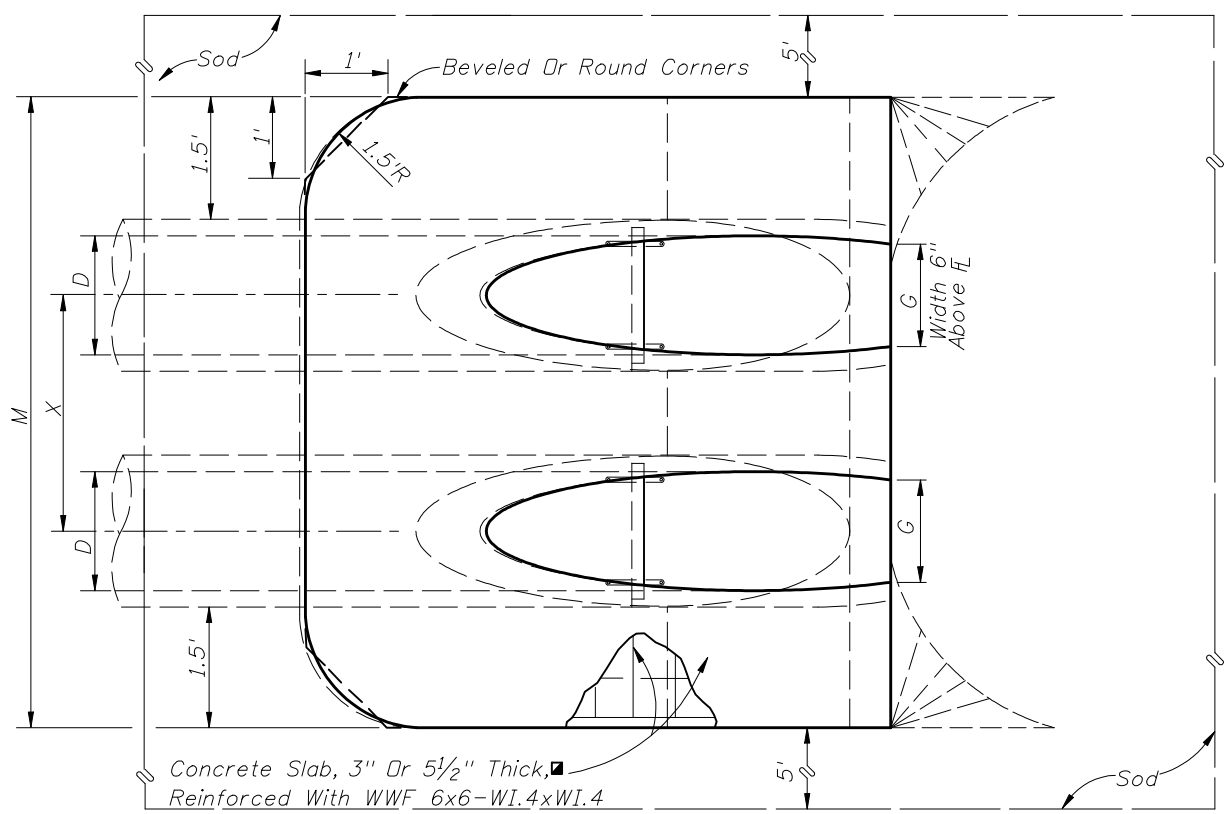 Sod
1'
Beveled Or Round Corners
5'
1.5'
1'
1.5'R
D
G
Width 6"
Above FL
X
M
D
G
1.5'
Concrete Slab, 3" Or 5½" Thick,
Reinforced With WWF 6x6-WI.4xWI.4
5'
Sod